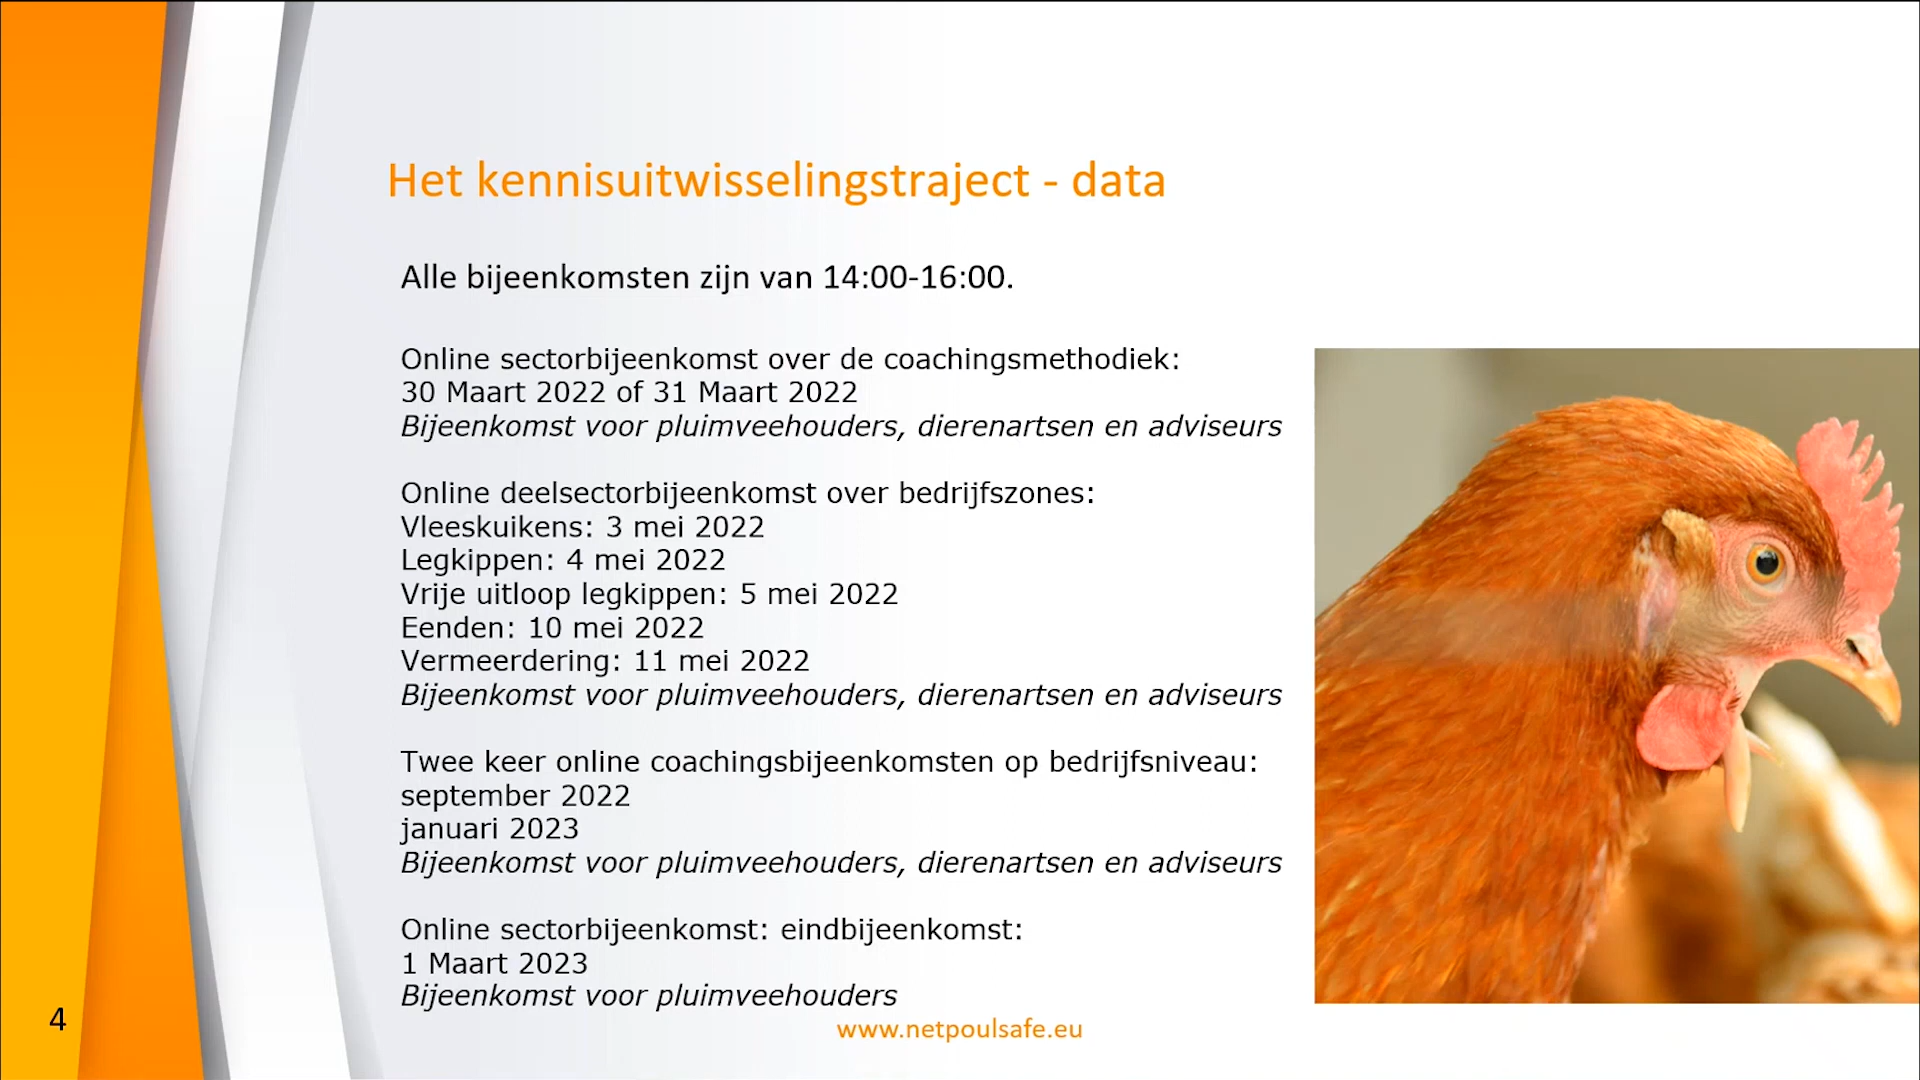 Het kennisuitwisselingstraject - data
Alle bijeenkomsten zijn van 14:00-16:00.
Online sectorbijeenkomst over de coachingsmethodiek:
30 Maart 2022 of 31 Maart 2022
Bijeenkomst voor pluimveehouders, dierenartsen en adviseurs
Online deelsectorbijeenkomst over bedrijfszones:
Vleeskuikens: 3 mei 2022
Legkippen: 4 mei 2022
Vrije uitloop legkippen: 5 mei 2022
Eenden: 10 mei 2022
Vermeerdering: 11 mei 2022
Bijeenkomst voor pluimveehouders, dierenartsen en adviseurs
Twee keer online coachingsbijeenkomsten op bedrijfsniveau:
september 2022
januari 2023
Bijeenkomst voor pluimveehouders, dierenartsen en adviseurs
Online sectorbijeenkomst: eindbijeenkomst:
1 Maart 2023
Bijeenkomst voor pluimveehouders
4
www.netpoulsafe.eu